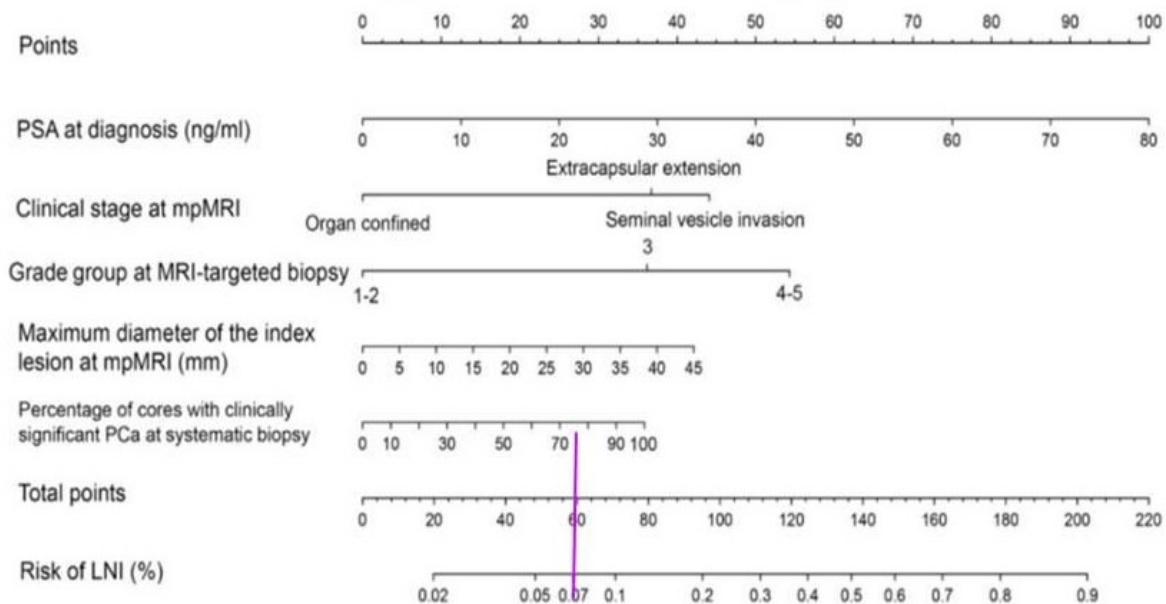 0 10 20 30 40 50 60 70 80 90 100
Points
PSA at diagnosis (ng/ml)
0 10 20 30 40 50 60 70 80
Extracapsular extension
Clinical stage at mpMRI
Organ confined
Seminal vesicle invasion
3
Grade group at MRI-targeted biopsy
1-2
4-5
Maximum diameter of the index
lesion at mpMRI (mm)
0 5 10 15 20 25 30 35 40 45
Percentage of cores with clinically
significant PCa at systematic biopsy
0 10 30 50 70 90 100
Total points
0 20 40 60 80 100 120 140 160 180 200 220
Risk of LNI (%)
0.02 0.05 0.07 0.1 0.2 0.3 0.4 0.5 0.6 0.7 0.8 0.9